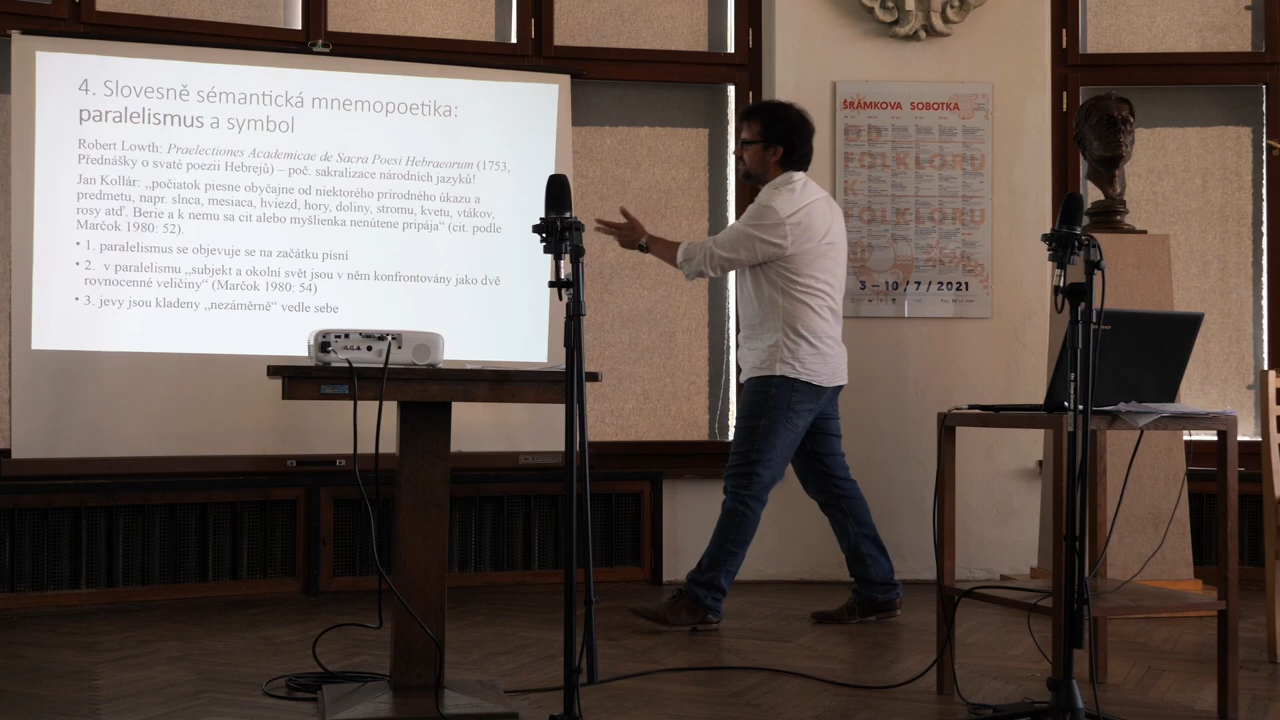 4. Slovesně sémantická mnemopoetika:
paralelismus a symbol
Robert Lowth: Praelectiones Academicae de Sacra Poesi Hebraeorum (1753,
Přednášky o svaté poezii Hebrejů) – poč. sakralizace národních jazyků!
Jan Kollár: „počiatok piesne obyčajne od niektorého prírodného úkazu a
predmetu, napr. slnca, mesiaca, hviezd, hory, doliny, stromu, kvetu, vtákov,
rosy atď. Berie a k nemu sa cit alebo myšlienka nenútene pripája“ (cit. podle
Marčok 1980: 52).
• 1. paralelismus se objevuje se na začátku písní
• 2. v paralelismu „subjekt a okolní svět jsou v něm konfrontovány jako dvě
rovnocenné veličiny“ (Marčok 1980: 54)
• 3. jevy jsou kladeny „nezáměrně“ vedle sebe
ŠRÁMKOVA SOBOTKA
OD
FOLKLORU
K
FOLKLORU
3 – 10 / 7 / 2021
lenovo